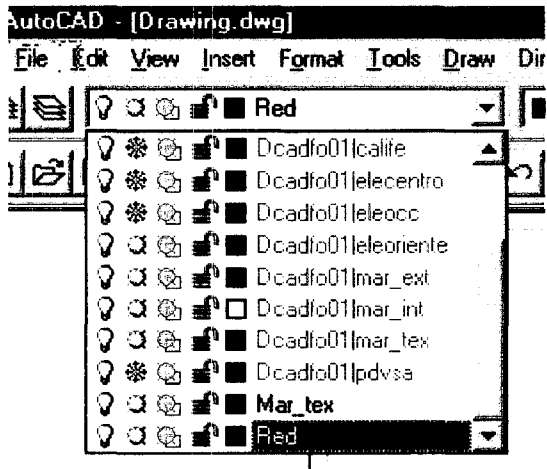 AutoCAD - [Drawing.dwg]
File Edit View Insert Format Tools Draw
Red
Dcadfo01|calife
Dcadfo01|elecentro
Dcadfo01|eleocc
Dcadfo01|eleoriente
Dcadfo01|mar_ext
Dcadfo01|mar_int
Dcadfo01|mar_tex
Dcadfo01|pdvsa
Mar_tex
Red